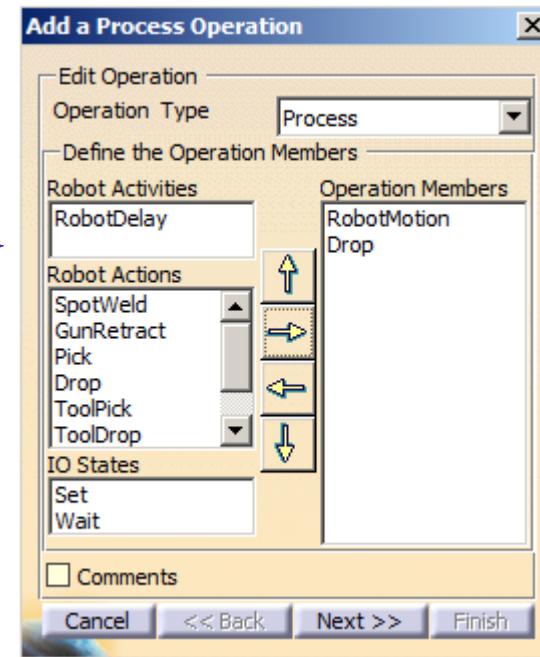 Add a Process Operation
Edit Operation
Operation Type
Process
Define the Operation Members
Robot Activities
RobotDelay
Robot Actions
SpotWeld
GunRetract
Pick
Drop
ToolPick
ToolDrop
IO States
Set
Wait
Operation Members
RobotMotion
Drop
Comments
Cancel << Back Next >> Finish